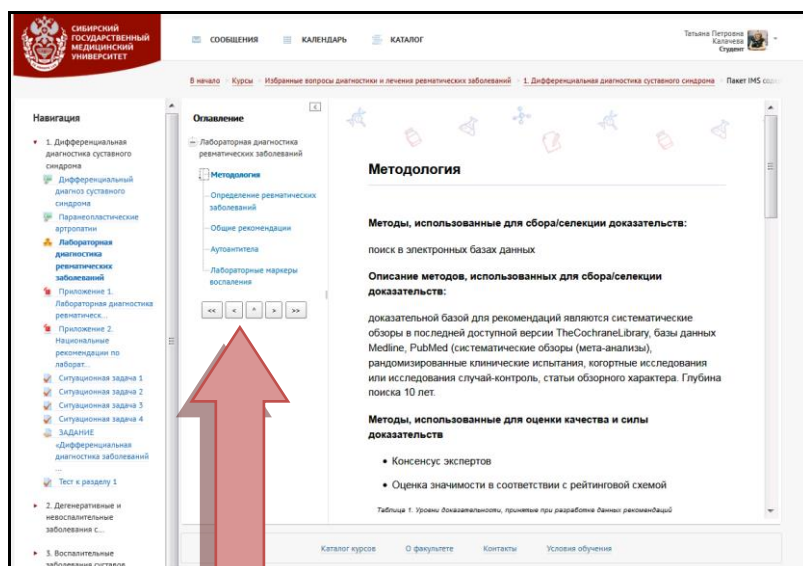 СИБИРСКИЙ
ГОСУДАРСТВЕННЫЙ
МЕДИЦИНСКИЙ
УНИВЕРСИТЕТ
СООБЩЕНИЯ
КАЛЕНДАРЬ
КАТАЛОГ
Татьяна Петровна
Калачева
Студент
В начало Курсы Избранные вопросы диагностики и лечения ревматических заболеваний 1. Дифференциальная диагностика суставного синдрома Пакет IMS
Навигация
1. Дифференциальная
диагностика суставного
синдрома
Дифференциальный
диагноз суставного
синдрома
Паранеопластические
артропатии
Лабораторная
диагностика
ревматических
заболеваний
Приложение 1.
Лабораторная диагностика
ревматическ...
Приложение 2.
Национальные
рекомендации по
лаборат...
Ситуационная задача 1
Ситуационная задача 2
Ситуационная задача 3
Ситуационная задача 4
ЗАДАНИЕ
«Дифференциальная
диагностика заболеваний
...
Тест к разделу 1
2. Дегенеративные и
невоспалительные
заболевания с...
3. Воспалительные
заболевания суставов
Оглавление
Лабораторная диагностика
ревматических заболеваний
Методология
Определение ревматических
заболеваний
Общие рекомендации
Аутоантитела
Лабораторные маркеры
воспаления
<< < ^ > >>
Методология
Методы, использованные для сбора/селекции доказательств:
поиск в электронных базах данных
Описание методов, использованных для сбора/селекции
доказательств:
доказательной базой для рекомендаций являются систематические
обзоры в последней доступной версии TheCochraneLibrary, базы данных
Medline, PubMed (систематические обзоры (мета-анализы),
рандомизированные клинические испытания, когортные исследования
или исследования случай-контроль, статьи обзорного характера. Глубина
поиска 10 лет.
Методы, использованные для оценки качества и силы
доказательств
• Консенсус экспертов
• Оценка значимости в соответствии с рейтинговой схемой
Таблица 1. Уровни доказательности, принятые при разработке данных рекомендаций
Каталог курсов О факультете Контакты Условия обучения